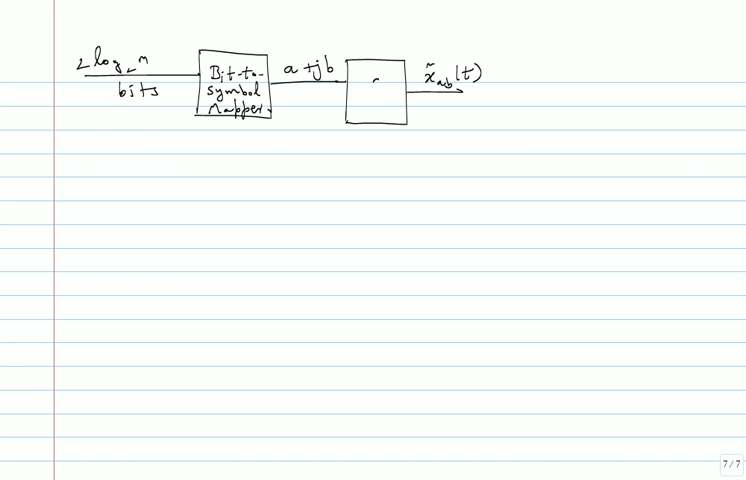 2 log₂ m
bits
Bit-to-
symbol
mapper
a + jb
x̃ab(t)
7 / 7